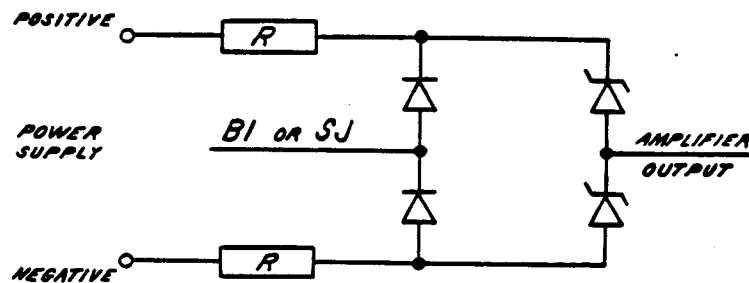 POSITIVE
R
BI OR SJ
POWER
SUPPLY
AMPLIFIER
OUTPUT
R
NEGATIVE